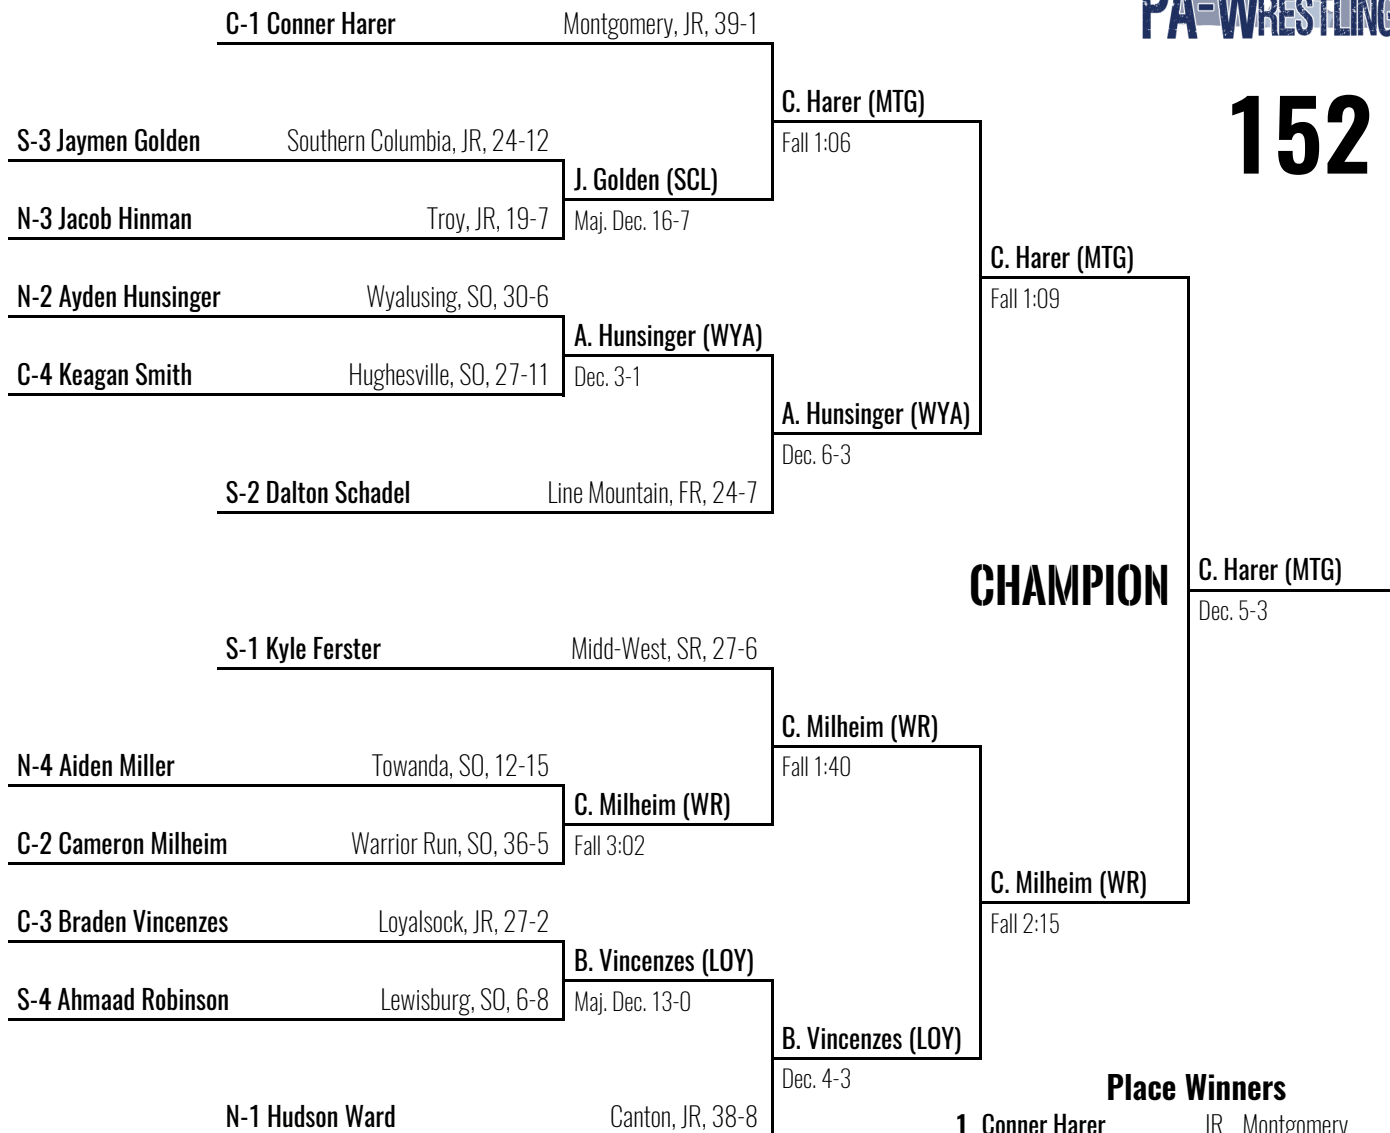 PA-WRESTLING
152
C-1 Conner Harer Montgomery, JR, 39-1
C. Harer (MTG)
Fall 1:06
S-3 Jaymen Golden Southern Columbia, JR, 24-12
J. Golden (SCL)
Maj. Dec. 16-7
N-3 Jacob Hinman Troy, JR, 19-7
C. Harer (MTG)
Fall 1:09
N-2 Ayden Hunsinger Wyalusing, SO, 30-6
A. Hunsinger (WYA)
Dec. 3-1
C-4 Keagan Smith Hughesville, SO, 27-11
A. Hunsinger (WYA)
Dec. 6-3
S-2 Dalton Schadel Line Mountain, FR, 24-7
CHAMPION
C. Harer (MTG)
Dec. 5-3
S-1 Kyle Ferster Midd-West, SR, 27-6
C. Milheim (WR)
Fall 1:40
N-4 Aiden Miller Towanda, SO, 12-15
C. Milheim (WR)
Fall 3:02
C-2 Cameron Milheim Warrior Run, SO, 36-5
C. Milheim (WR)
Fall 2:15
C-3 Braden Vincenzes Loyalsock, JR, 27-2
B. Vincenzes (LOY)
Maj. Dec. 13-0
S-4 Ahmaad Robinson Lewisburg, SO, 6-8
B. Vincenzes (LOY)
Dec. 4-3
N-1 Hudson Ward Canton, JR, 38-8
Place Winners
1 Conner Harer JR Montgomery